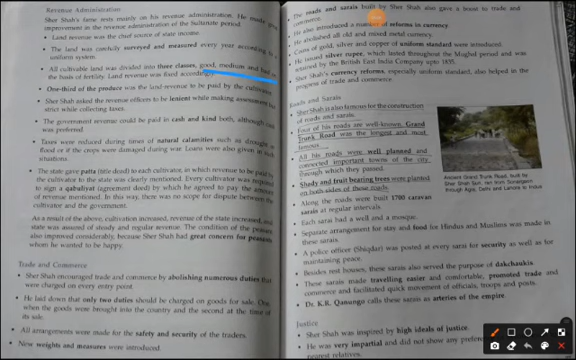 Revenue Administration
Sher Shah's fame rests mainly on his revenue administration. He made
improvement in the revenue administration of the Sultanate period.
Land revenue was the chief source of state income.
The land was carefully surveyed and measured every year according to
uniform system.
All cultivable land was divided into three classes, good, medium and bad
the basis of fertility. Land revenue was fixed accordingly.
One-third of the produce was the land revenue to be paid by the cultivator
Sher Shah asked the revenue officers to be lenient while making assessment but
strict while collecting taxes.
The government revenue could be paid in cash and kind both, although cash
was preferred.
Taxes were reduced during times of natural calamities such as drought
flood or if the crops were damaged during war. Loans were also given in such
situations.
The state gave patta (title deed) to each cultivator, in which revenue to be paid by
the cultivator to the state was clearly mentioned. Every cultivator was required
to sign a qabuliyat (agreement deed) by which he agreed to pay the amount
of revenue mentioned. In this way, there was no scope for dispute between the
cultivator and the government.
As a result of the above, cultivation increased, revenue of the state increased, and
state was assured of steady and regular revenue. The condition of the peasants
also improved considerably, because Sher Shah had great concern for peasants
whom he wanted to be happy.
Trade and Commerce
Sher Shah encouraged trade and commerce by abolishing numerous duties that
were charged on every entry point.
He laid down that only two duties should be charged on goods for sale. One,
when the goods were brought into the country and the second at the time of
its sale.
All arrangements were made for the safety and security of the traders.
New weights and measures were introduced.
The roads and sarais built by Sher Shah also gave a boost to trade and
commerce.
He also introduced a number of reforms in currency.
He abolished all old and mixed metal currency.
Coins of gold, silver and copper of uniform standard were introduced.
He issued silver rupee, which lasted throughout the Mughal period and was
retained by the British East India Company upto 1835.
Sher Shah's currency reforms, especially uniform standard, also helped in the
progress of trade and commerce.
Roads and Sarais
Sher Shah is also famous for the construction
of roads and sarais.
Four of his roads are well-known. Grand
Trunk Road was the longest and most
famous.
All his roads were well planned and
connected important towns of the city
through which they passed.
Shady and fruit bearing trees were planted
on both sides of these roads.
Along the roads were built 1700 caravan
sarais at regular intervals.
Each sarai had a well and a mosque.
Ancient Grand Trunk Road, built by
Sher Shah Suri, ran from Sonargaon
through Agra, Delhi and Lahore to Indus
Separate arrangement for stay and food for Hindus and Muslims was made in
these sarais.
A police officer (Shiqdar) was posted at every sarai for security as well as for
maintaining peace.
Besides rest houses, these sarais also served the purpose of dakchaukis.
These sarais made travelling easier and comfortable, promoted trade and
commerce and facilitated quick movement of officials, troops and posts.
Dr. K.R. Qanungo calls these sarais as arteries of the empire.
Justice
Sher Shah was inspired by high ideals of justice.
He was very impartial and did not show any
nearest relatives.